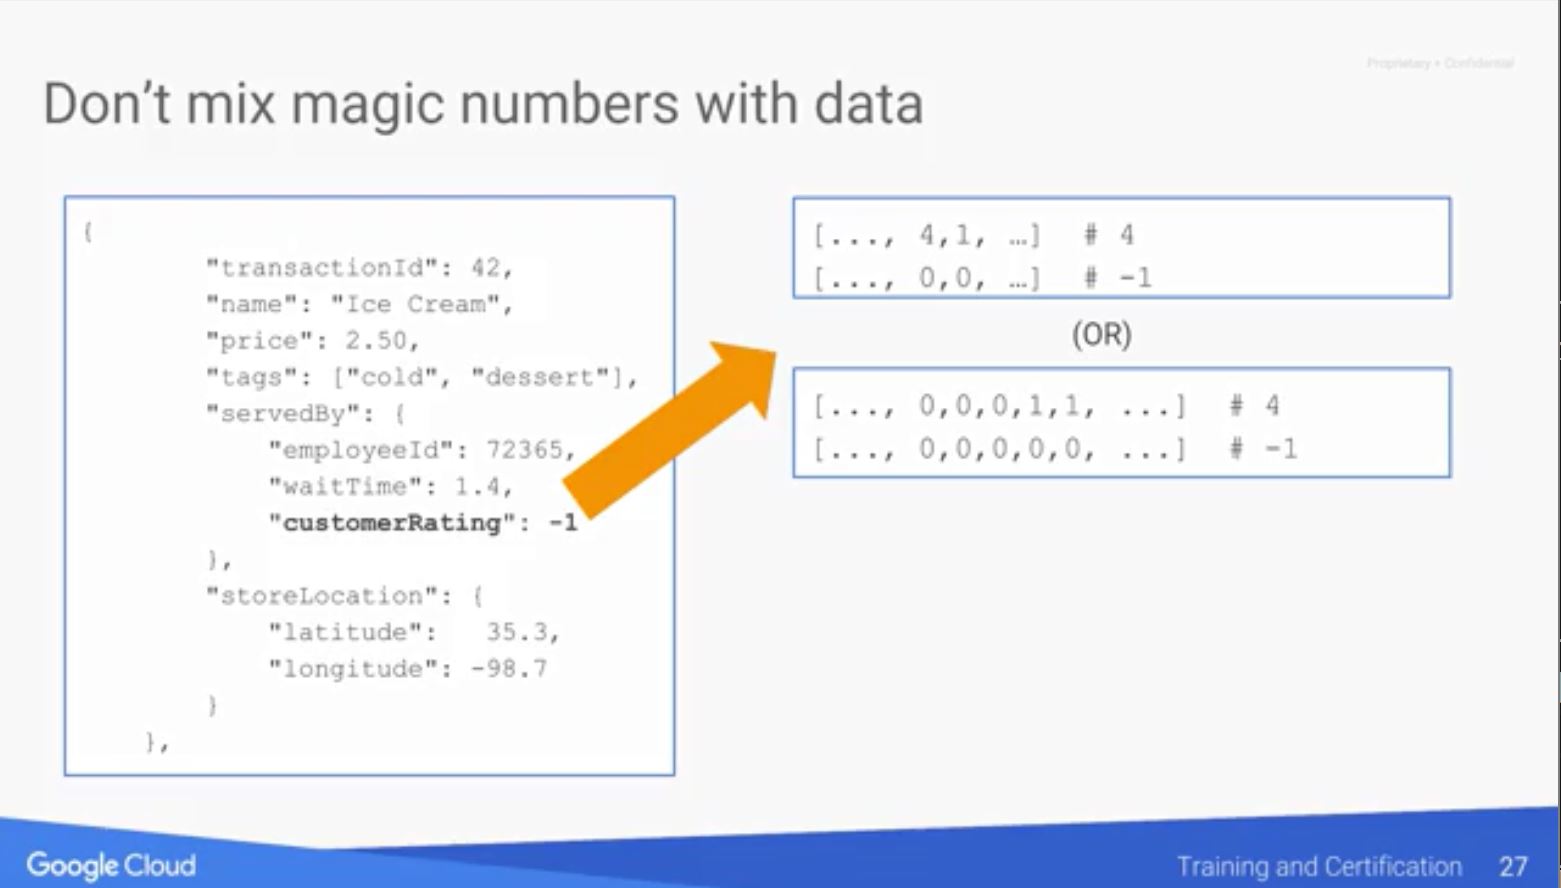 Proprietary + Confidential
Don't mix magic numbers with data
{
"transactionId": 42,
"name": "Ice Cream",
"price": 2.50,
"tags": ["cold", "dessert"],
"servedBy": {
"employeeId": 72365,
"waitTime": 1.4,
"customerRating": -1
},
"storeLocation": {
"latitude":   35.3,
"longitude": -98.7
}
},
[..., 4,1, …]  # 4
[..., 0,0, …]  # -1
(OR)
[..., 0,0,0,1,1, ...]  # 4
[..., 0,0,0,0,0, ...]  # -1
Google Cloud
Training and Certification 27